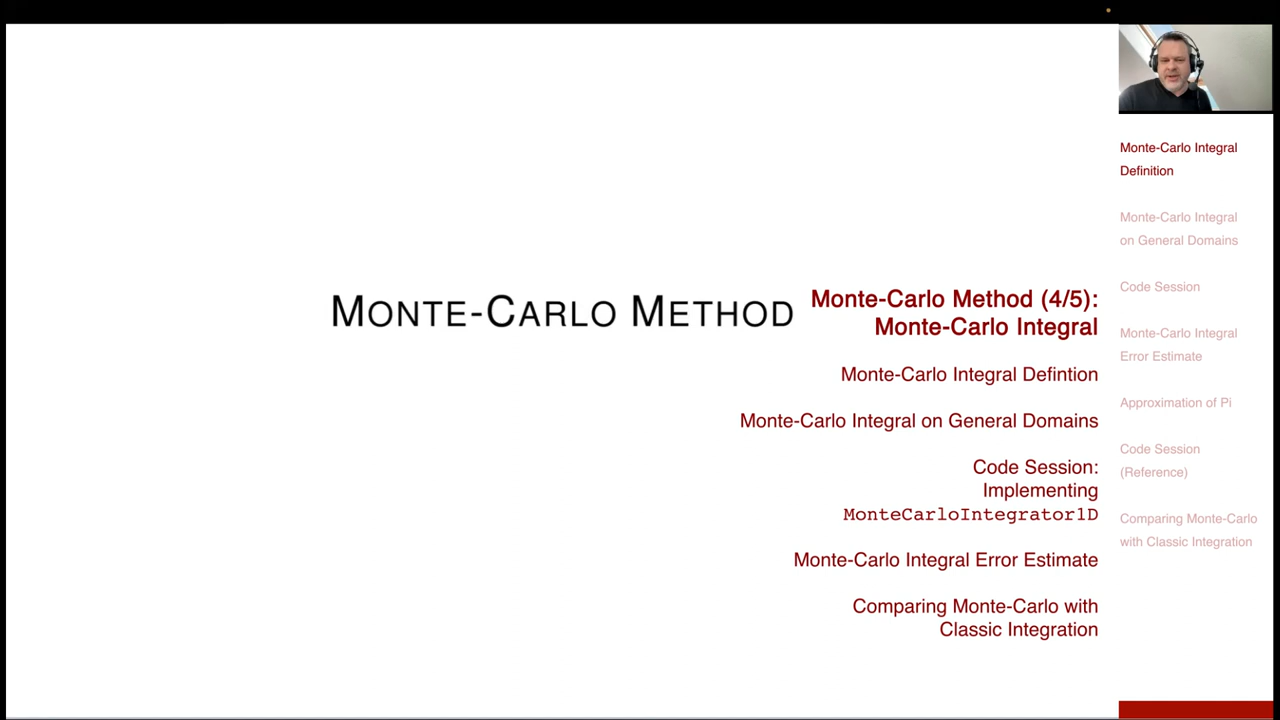 MONTE-CARLO METHOD
Monte-Carlo Method (4/5):
Monte-Carlo Integral
Monte-Carlo Integral Defintion
Monte-Carlo Integral on General Domains
Code Session:
Implementing
MonteCarloIntegrator1D
Monte-Carlo Integral Error Estimate
Comparing Monte-Carlo with
Classic Integration
Monte-Carlo Integral
Definition
Monte-Carlo Integral
on General Domains
Code Session
Monte-Carlo Integral
Error Estimate
Approximation of Pi
Code Session
(Reference)
Comparing Monte-Carlo
with Classic Integration